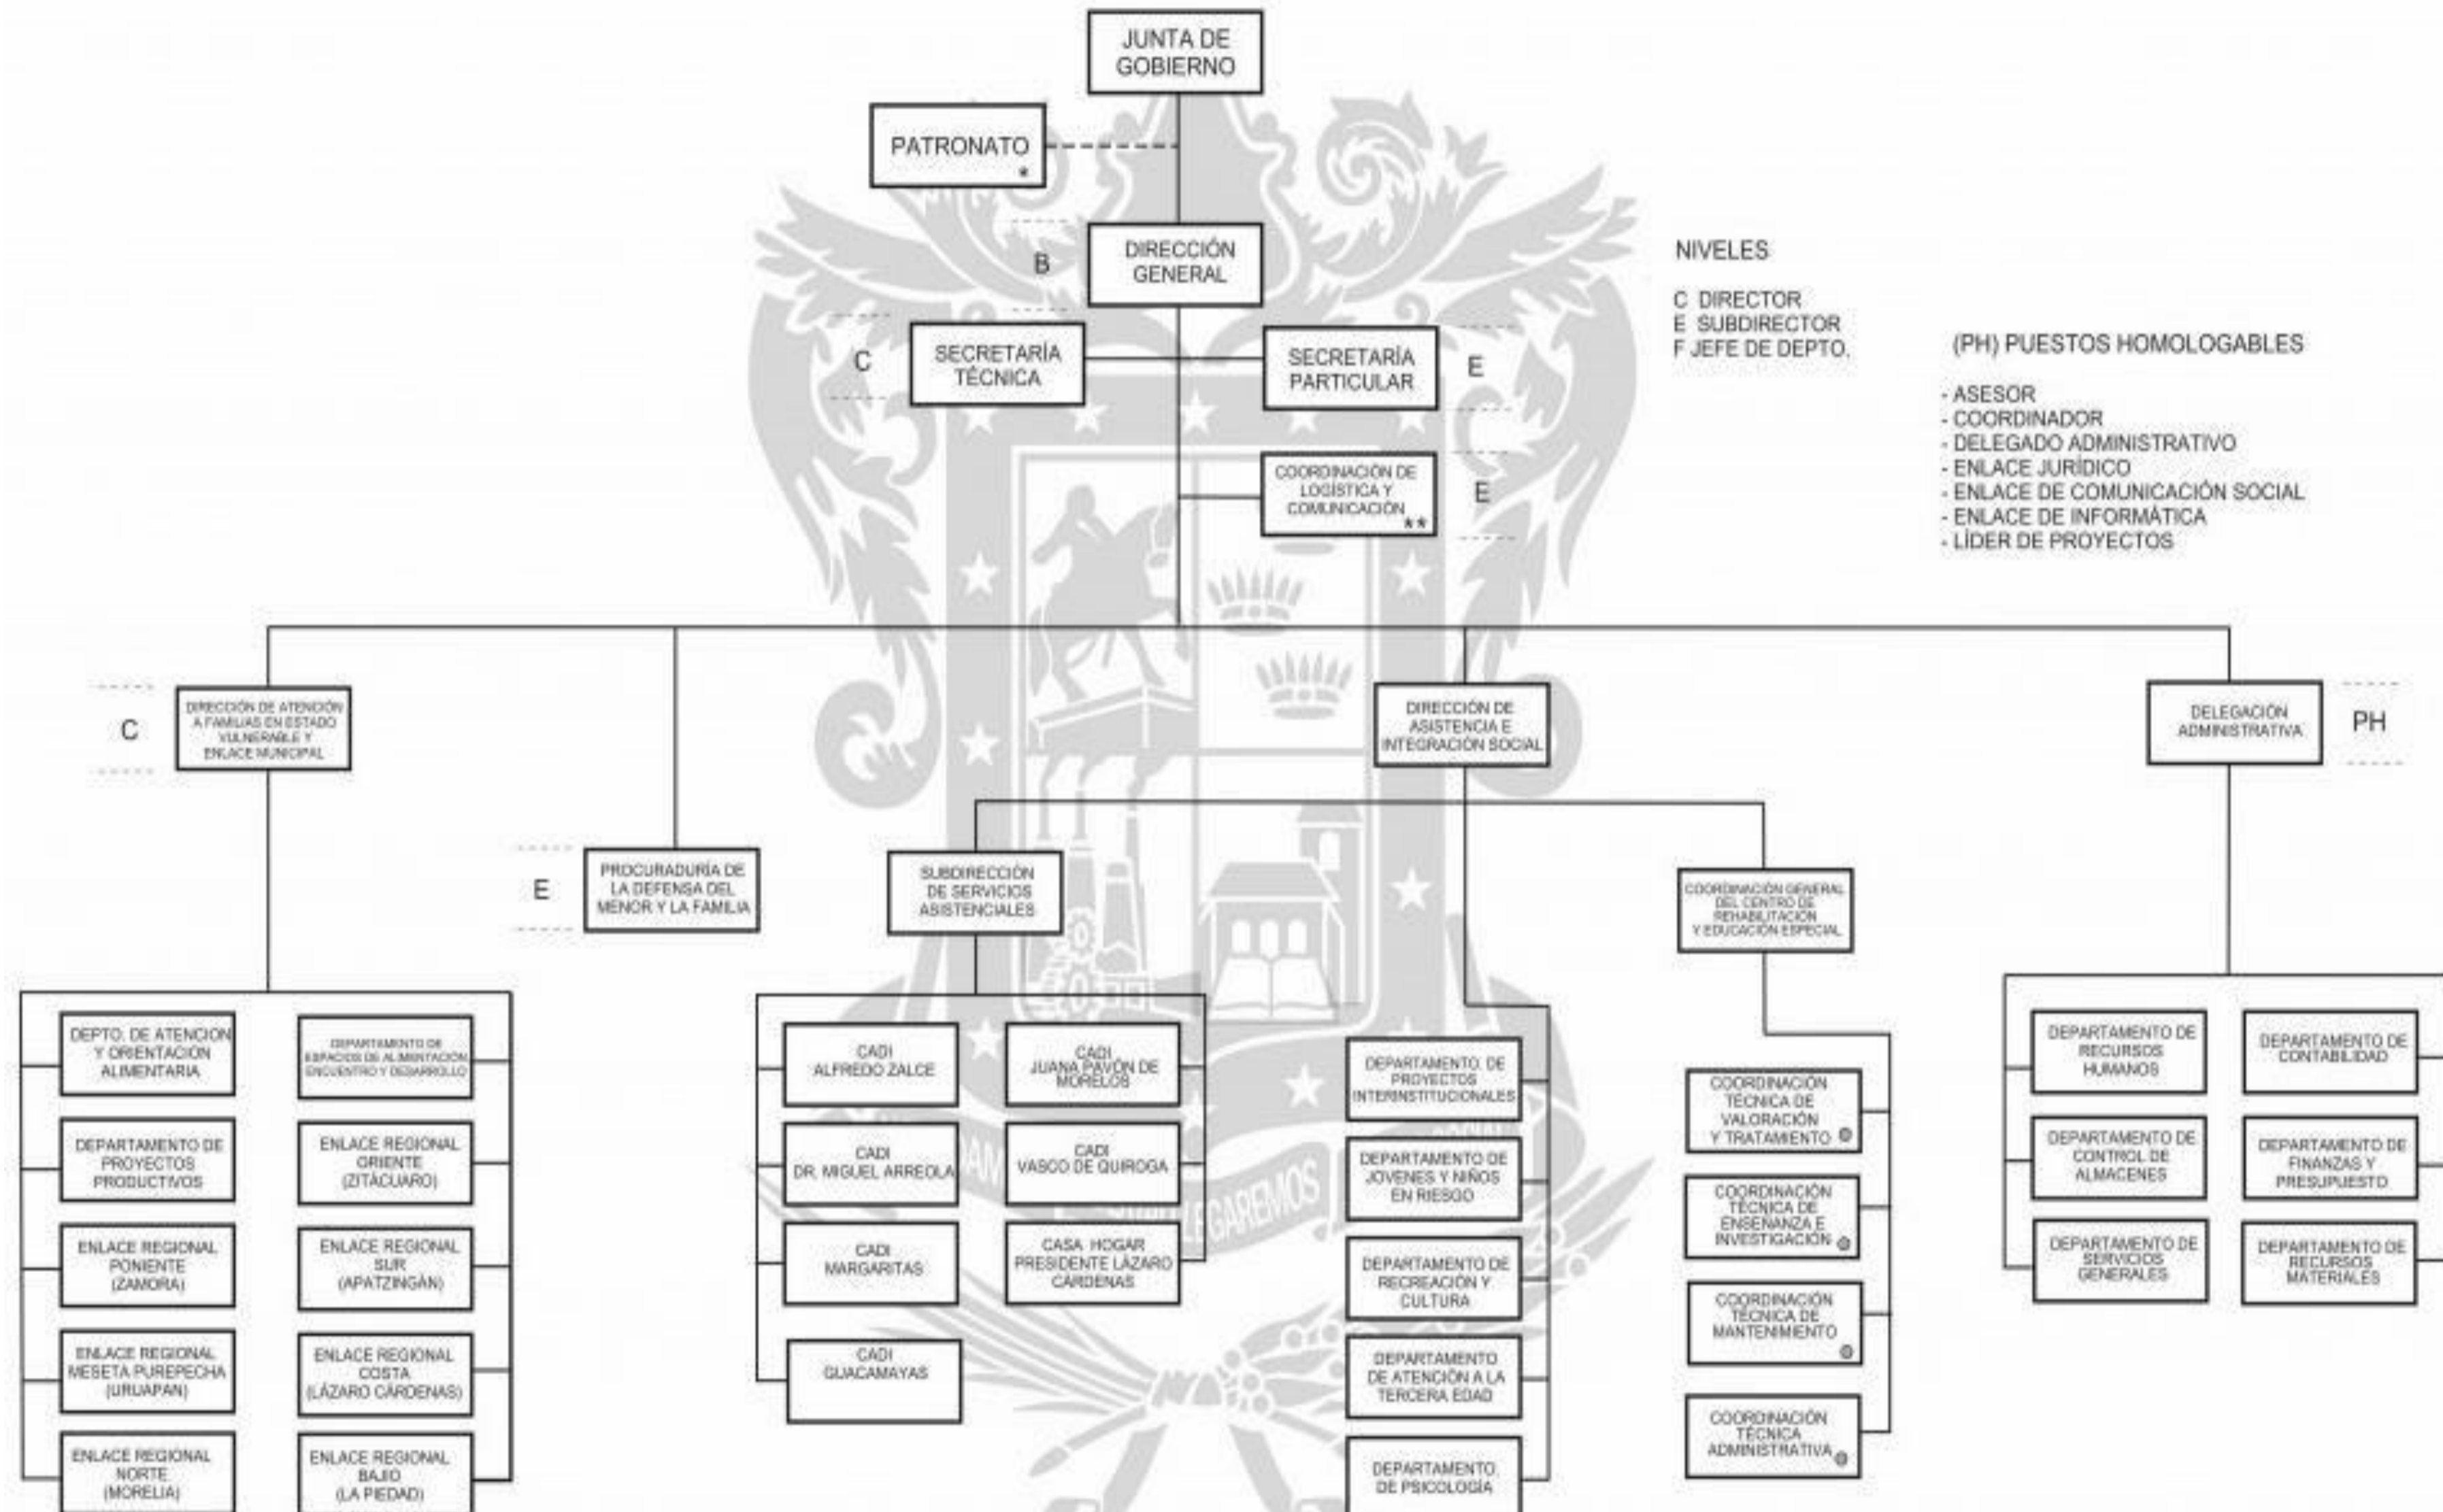 JUNTA DE
GOBIERNO
PATRONATO
*
B
DIRECCIÓN
GENERAL
NIVELES
C DIRECTOR
E SUBDIRECTOR
F JEFE DE DEPTO.
(PH) PUESTOS HOMOLOGABLES
- ASESOR
- COORDINADOR
- DELEGADO ADMINISTRATIVO
- ENLACE JURÍDICO
- ENLACE DE COMUNICACIÓN SOCIAL
- ENLACE DE INFORMÁTICA
- LÍDER DE PROYECTOS
C
SECRETARÍA
TÉCNICA
SECRETARÍA
PARTICULAR
E
COORDINACIÓN DE
LOGÍSTICA Y
COMUNICACIÓN
**
E
C
DIRECCIÓN DE ATENCIÓN
A FAMILIAS EN ESTADO
VULNERABLE Y
ENLACE MUNICIPAL
DIRECCIÓN DE
ASISTENCIA E
INTEGRACIÓN SOCIAL
DELEGACIÓN
ADMINISTRATIVA
PH
E
PROCURADURÍA DE
LA DEFENSA DEL
MENOR Y LA FAMILIA
SUBDIRECCIÓN
DE SERVICIOS
ASISTENCIALES
COORDINACIÓN GENERAL
DEL CENTRO DE
REHABILITACIÓN
Y EDUCACIÓN ESPECIAL
DEPTO. DE ATENCION
Y ORIENTACION
ALIMENTARIA
DEPARTAMENTO DE
ESPACIOS DE ALIMENTACIÓN,
ENCUENTRO Y DESARROLLO
DEPARTAMENTO DE
PROYECTOS
PRODUCTIVOS
ENLACE REGIONAL
ORIENTE
(ZITÁCUARO)
ENLACE REGIONAL
PONIENTE
(ZAMORA)
ENLACE REGIONAL
SUR
(APATZINGÁN)
ENLACE REGIONAL
MESETA PUREPECHA
(URUAPAN)
ENLACE REGIONAL
COSTA
(LÁZARO CÁRDENAS)
ENLACE REGIONAL
NORTE
(MORELIA)
ENLACE REGIONAL
BAJIO
(LA PIEDAD)
CADI
ALFREDO ZALCE
CADI
JUANA PAVÓN DE
MORELOS
CADI
DR. MIGUEL ARREOLA
CADI
VASCO DE QUIROGA
CADI
MARGARITAS
CASA HOGAR
PRESIDENTE LÁZARO
CÁRDENAS
CADI
GUACAMAYAS
DEPARTAMENTO. DE
PROYECTOS
INTERINSTITUCIONALES
DEPARTAMENTO DE
JOVENES Y NIÑOS
EN RIESGO
DEPARTAMENTO DE
RECREACIÓN Y
CULTURA
DEPARTAMENTO
DE ATENCIÓN A LA
TERCERA EDAD
DEPARTAMENTO.
DE PSICOLOGÍA
COORDINACIÓN
TÉCNICA DE
VALORACIÓN
Y TRATAMIENTO
COORDINACIÓN
TÉCNICA DE
ENSEÑANZA E
INVESTIGACIÓN
COORDINACIÓN
TÉCNICA DE
MANTENIMIENTO
COORDINACIÓN
TÉCNICA
ADMINISTRATIVA
DEPARTAMENTO DE
RECURSOS
HUMANOS
DEPARTAMENTO DE
CONTABILIDAD
DEPARTAMENTO DE
CONTROL DE
ALMACENES
DEPARTAMENTO DE
FINANZAS Y
PRESUPUESTO
DEPARTAMENTO DE
SERVICIOS
GENERALES
DEPARTAMENTO DE
RECURSOS
MATERIALES